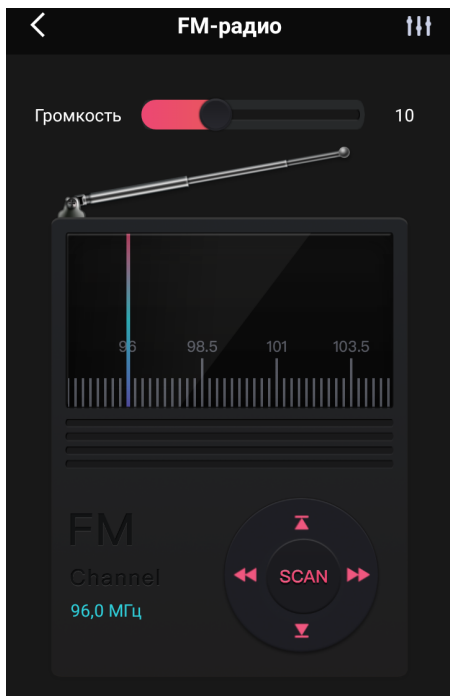 FM-радио
Громкость 10
96 98.5 101 103.5
FM
Channel
SCAN
96,0 МГц